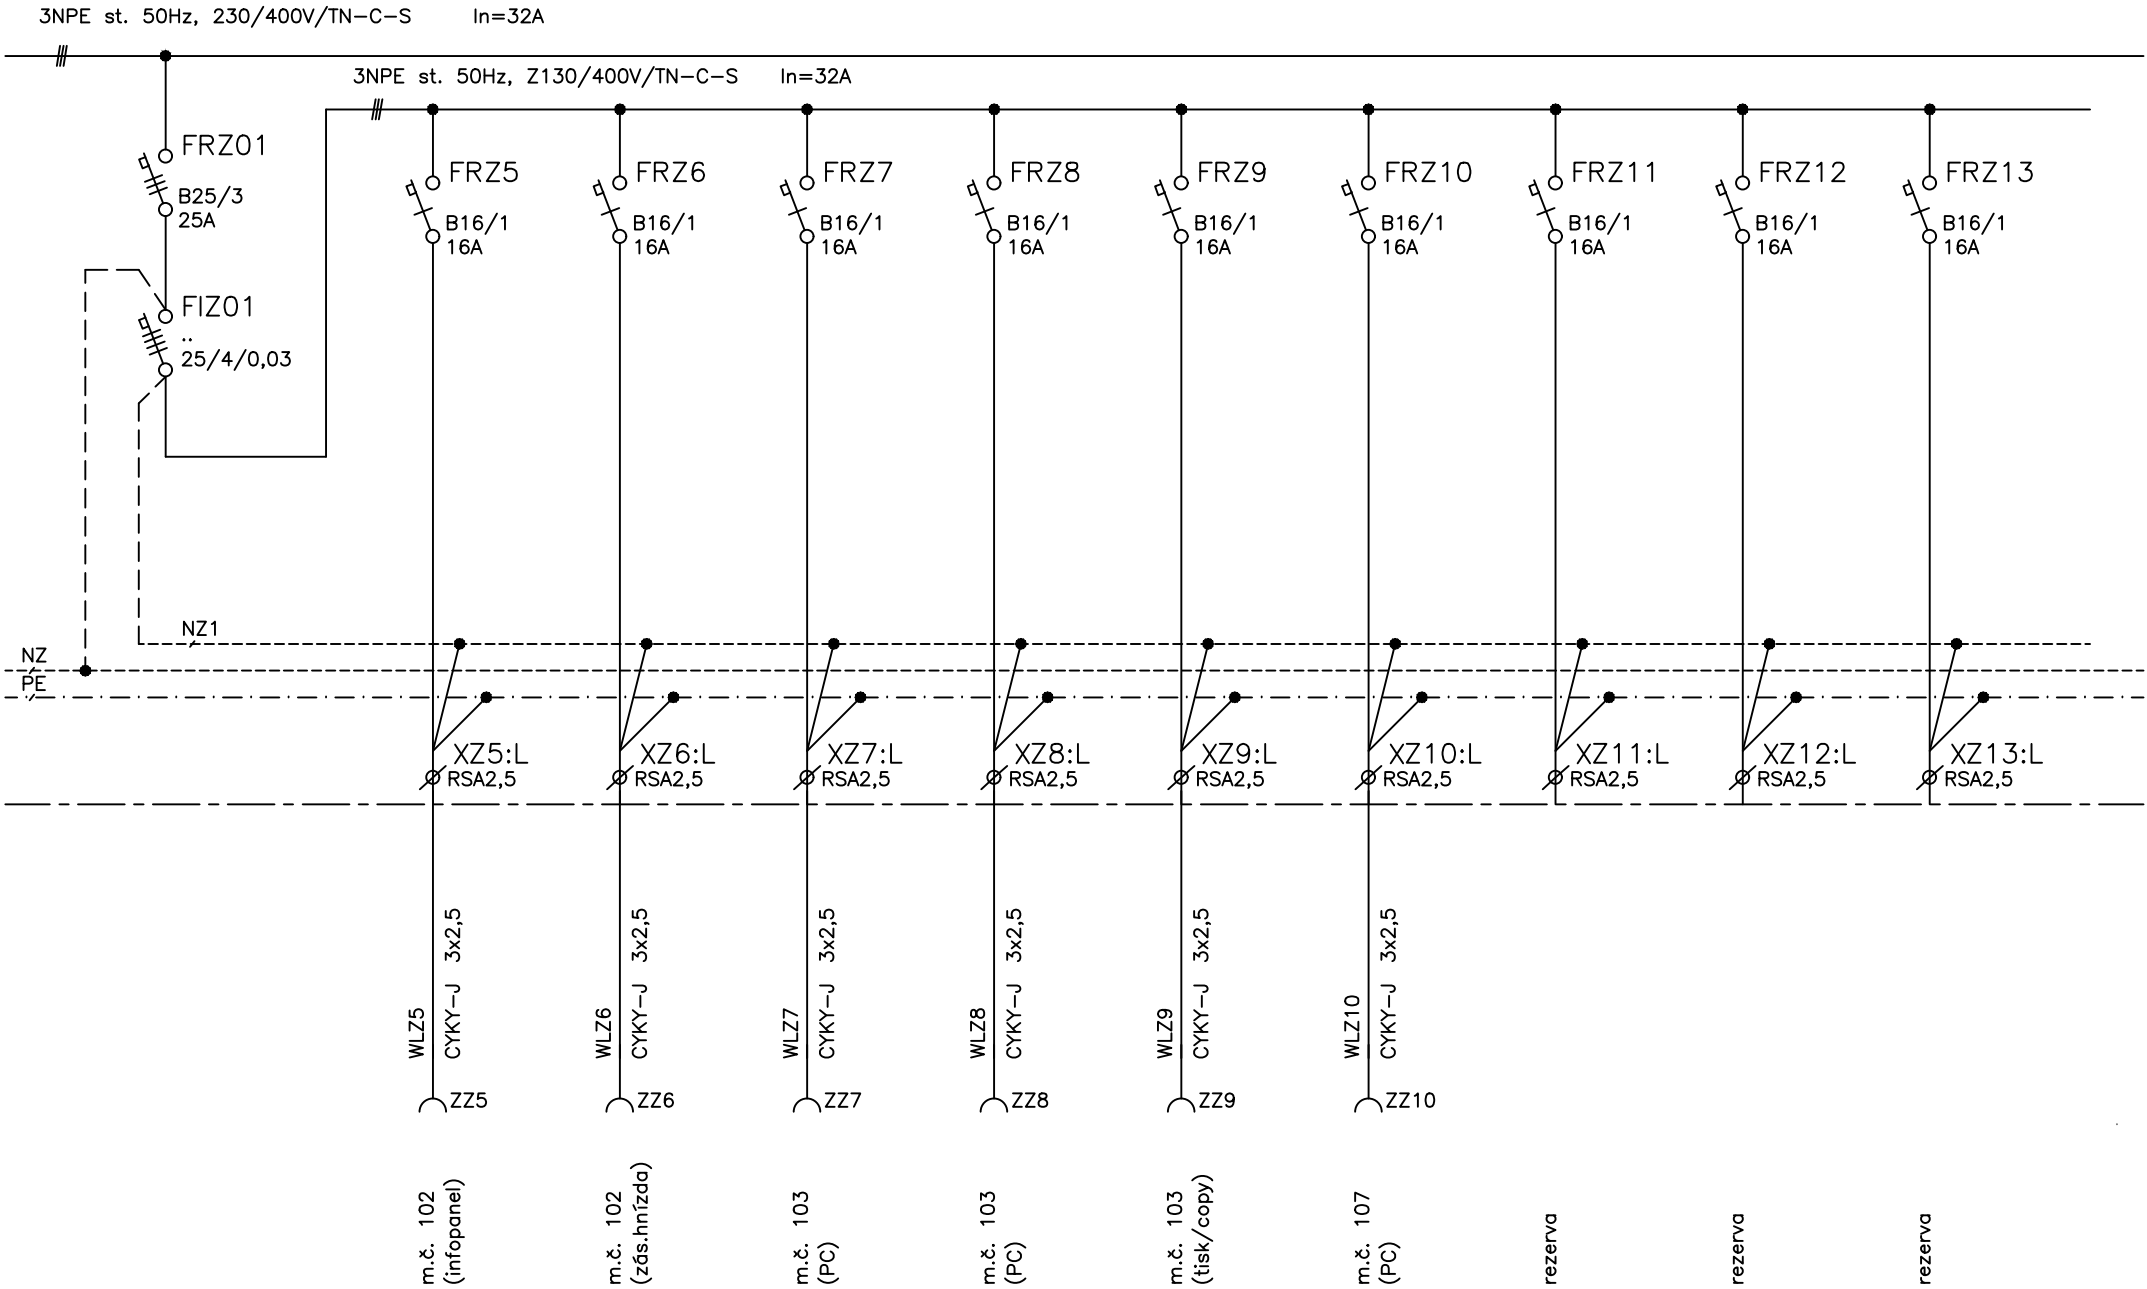 3NPE st. 50Hz, 230/400V/TN-C-S In=32A
3NPE st. 50Hz, Z130/400V/TN-C-S In=32A
FRZ01
B25/3
25A
FIZ01
..
25/4/0,03
FRZ5
B16/1
16A
FRZ6
B16/1
16A
FRZ7
B16/1
16A
FRZ8
B16/1
16A
FRZ9
B16/1
16A
FRZ10
B16/1
16A
FRZ11
B16/1
16A
FRZ12
B16/1
16A
FRZ13
B16/1
16A
NZ1
NZ
PE
XZ5:L
RSA2,5
XZ6:L
RSA2,5
XZ7:L
RSA2,5
XZ8:L
RSA2,5
XZ9:L
RSA2,5
XZ10:L
RSA2,5
XZ11:L
RSA2,5
XZ12:L
RSA2,5
XZ13:L
RSA2,5
WLZ5
CYKY-J 3x2,5
WLZ6
CYKY-J 3x2,5
WLZ7
CYKY-J 3x2,5
WLZ8
CYKY-J 3x2,5
WLZ9
CYKY-J 3x2,5
WLZ10
CYKY-J 3x2,5
ZZ5
ZZ6
ZZ7
ZZ8
ZZ9
ZZ10
m.č. 102
(infopanel)
m.č. 102
(zás.hnízda)
m.č. 103
(PC)
m.č. 103
(PC)
m.č. 103
(tisk/copy)
m.č. 107
(PC)
rezerva
rezerva
rezerva